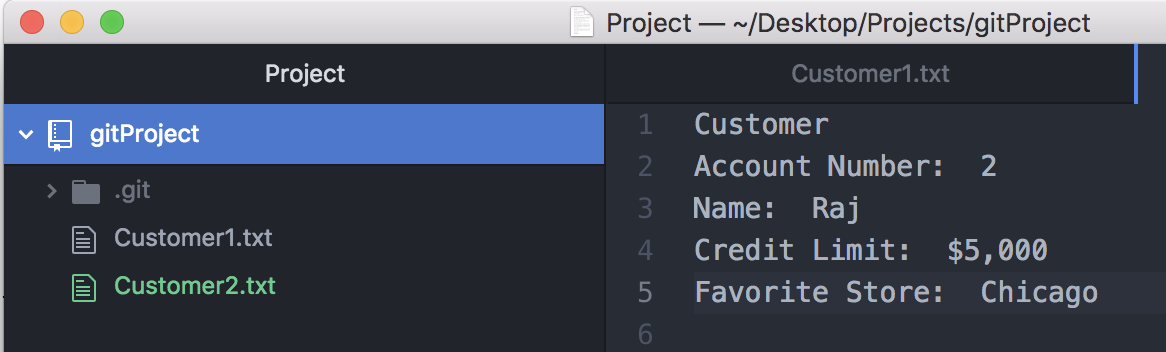 Project — ~/Desktop/Projects/gitProject
Project
gitProject
.git
Customer1.txt
Customer2.txt
Customer1.txt
1 Customer
2 Account Number:  2
3 Name:  Raj
4 Credit Limit:  $5,000
5 Favorite Store:  Chicago
6